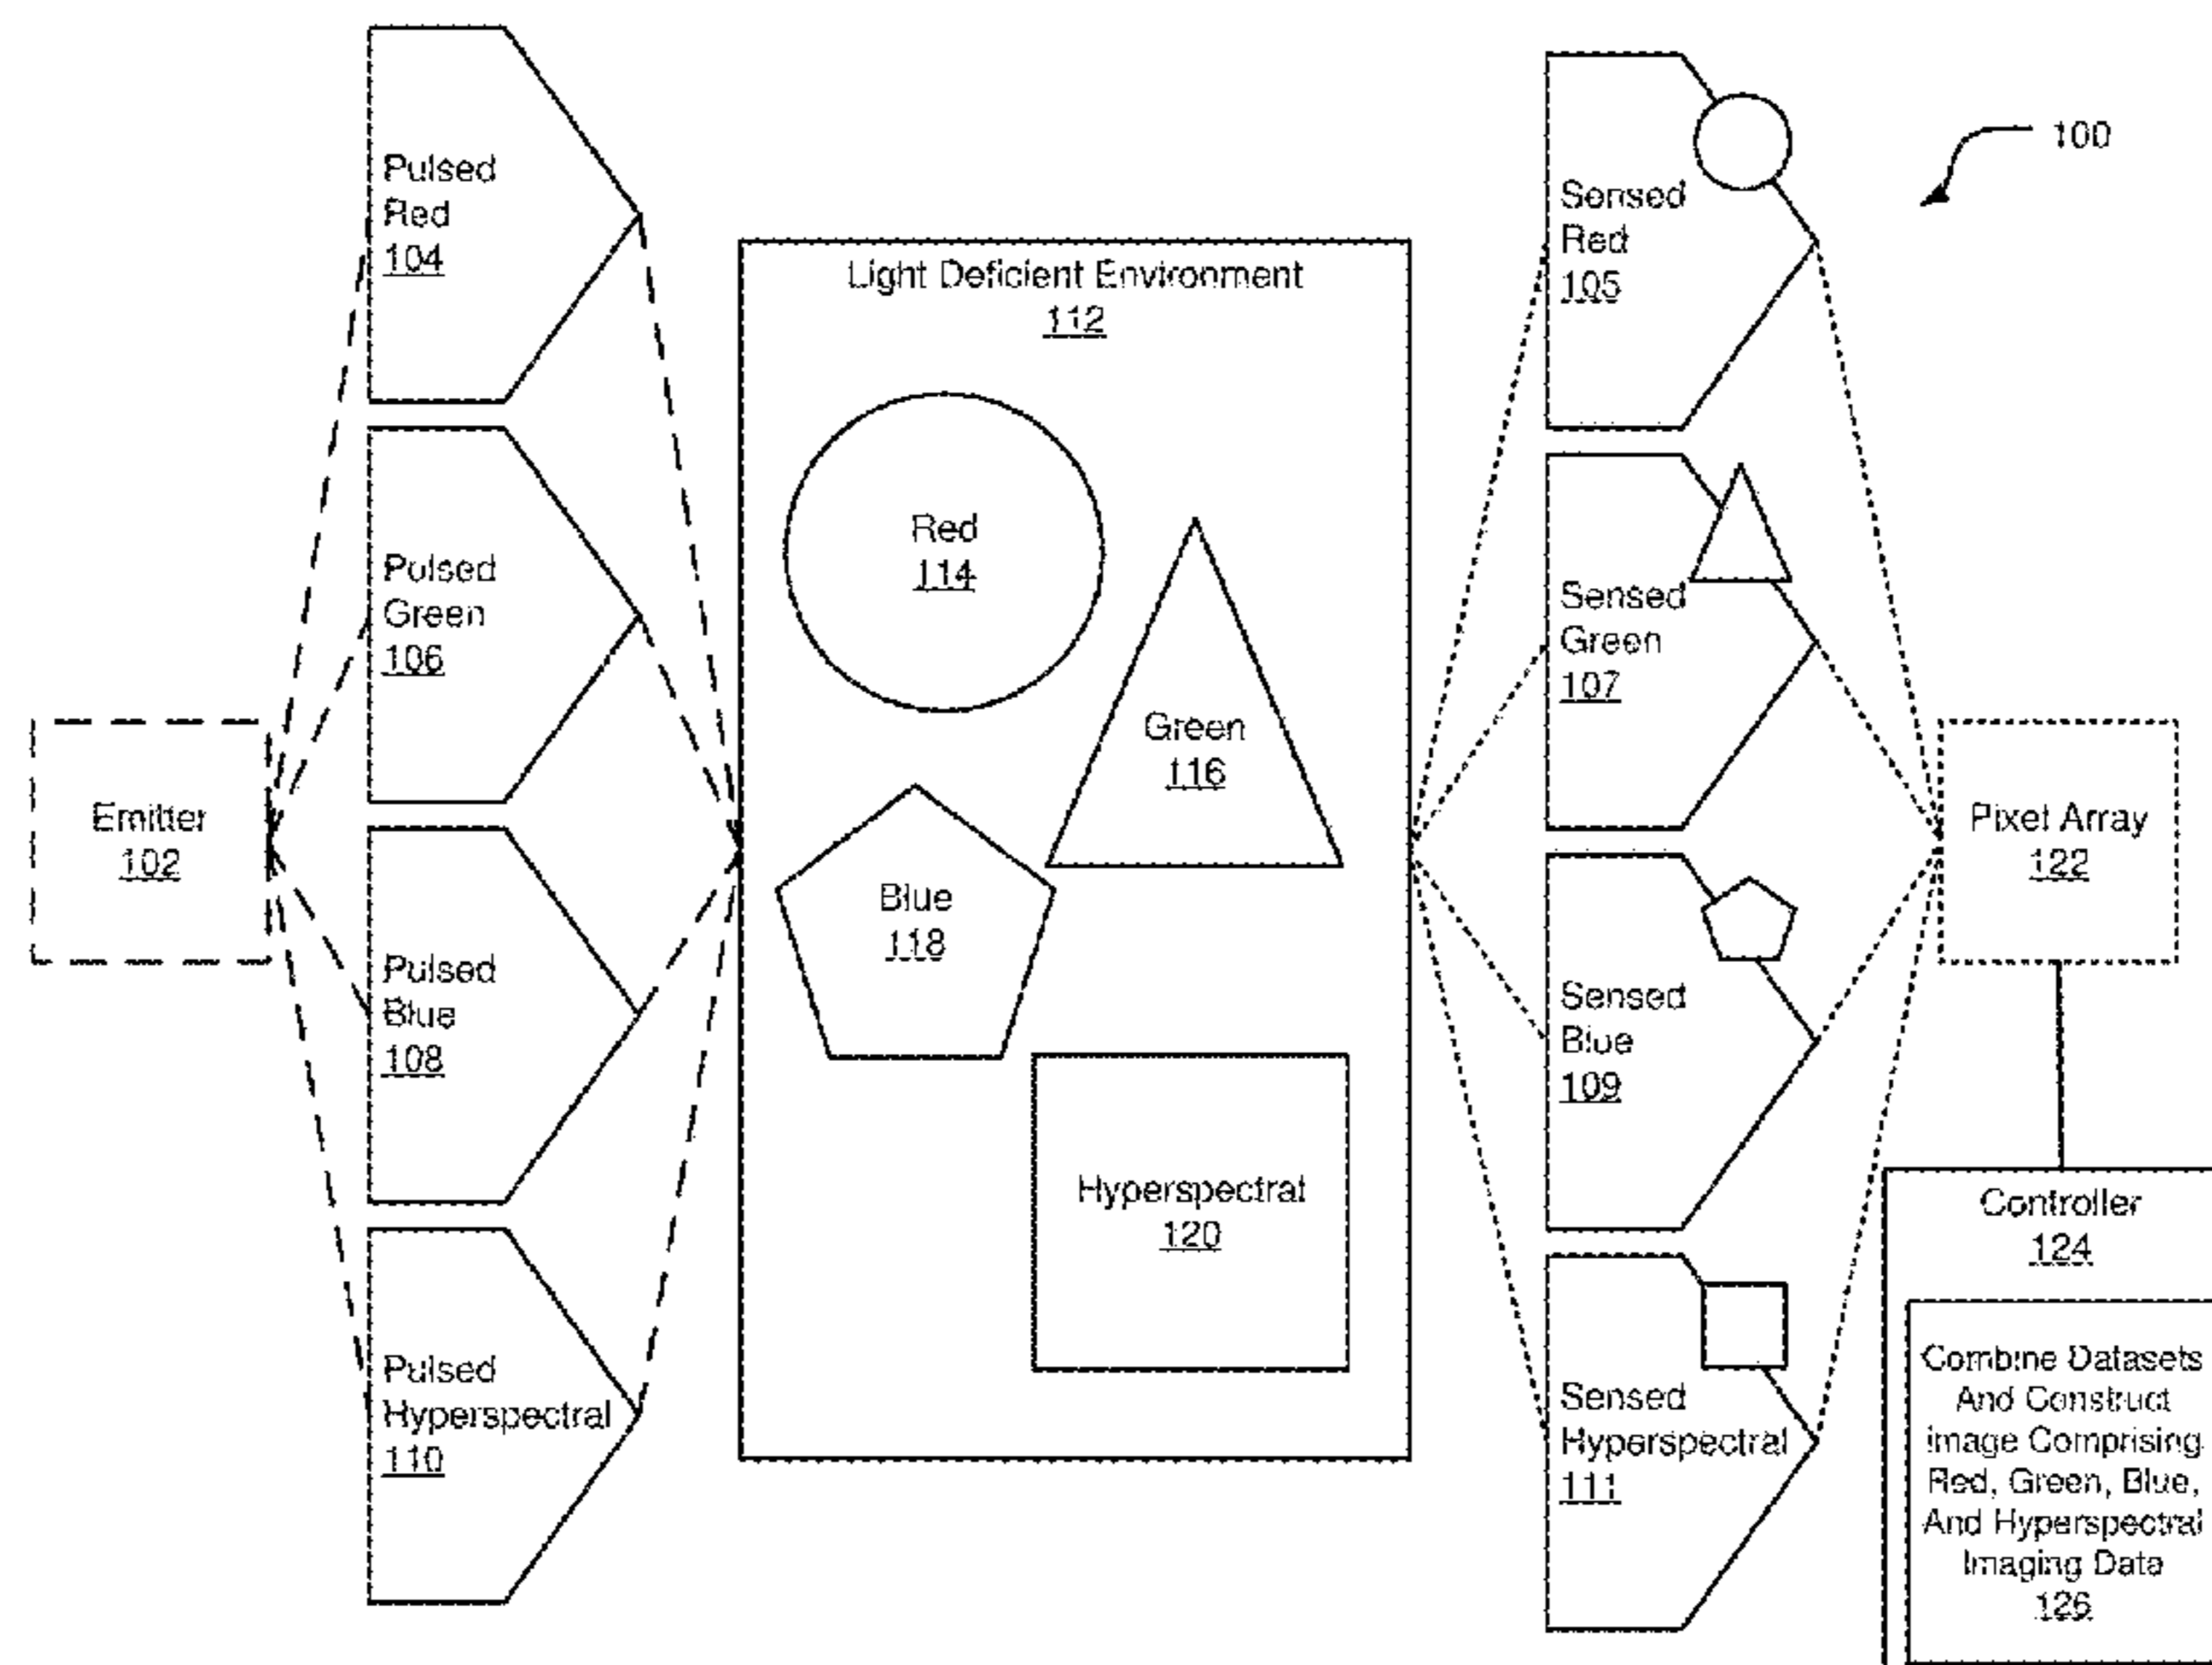 Pulsed
Red
104
Pulsed
Green
106
Emitter
102
Pulsed
Blue
108
Pulsed
Hyperspectral
110
Light Deficient Environment
112
Red
114
Green
116
Blue
118
Hyperspectral
120
Sensed
Red
105
Sensed
Green
107
Sensed
Blue
109
Sensed
Hyperspectral
111
100
Pixel Array
122
Controller
124
Combine Datasets
And Construct
Image Comprising
Red, Green, Blue,
And Hyperspectral
Imaging Data
126